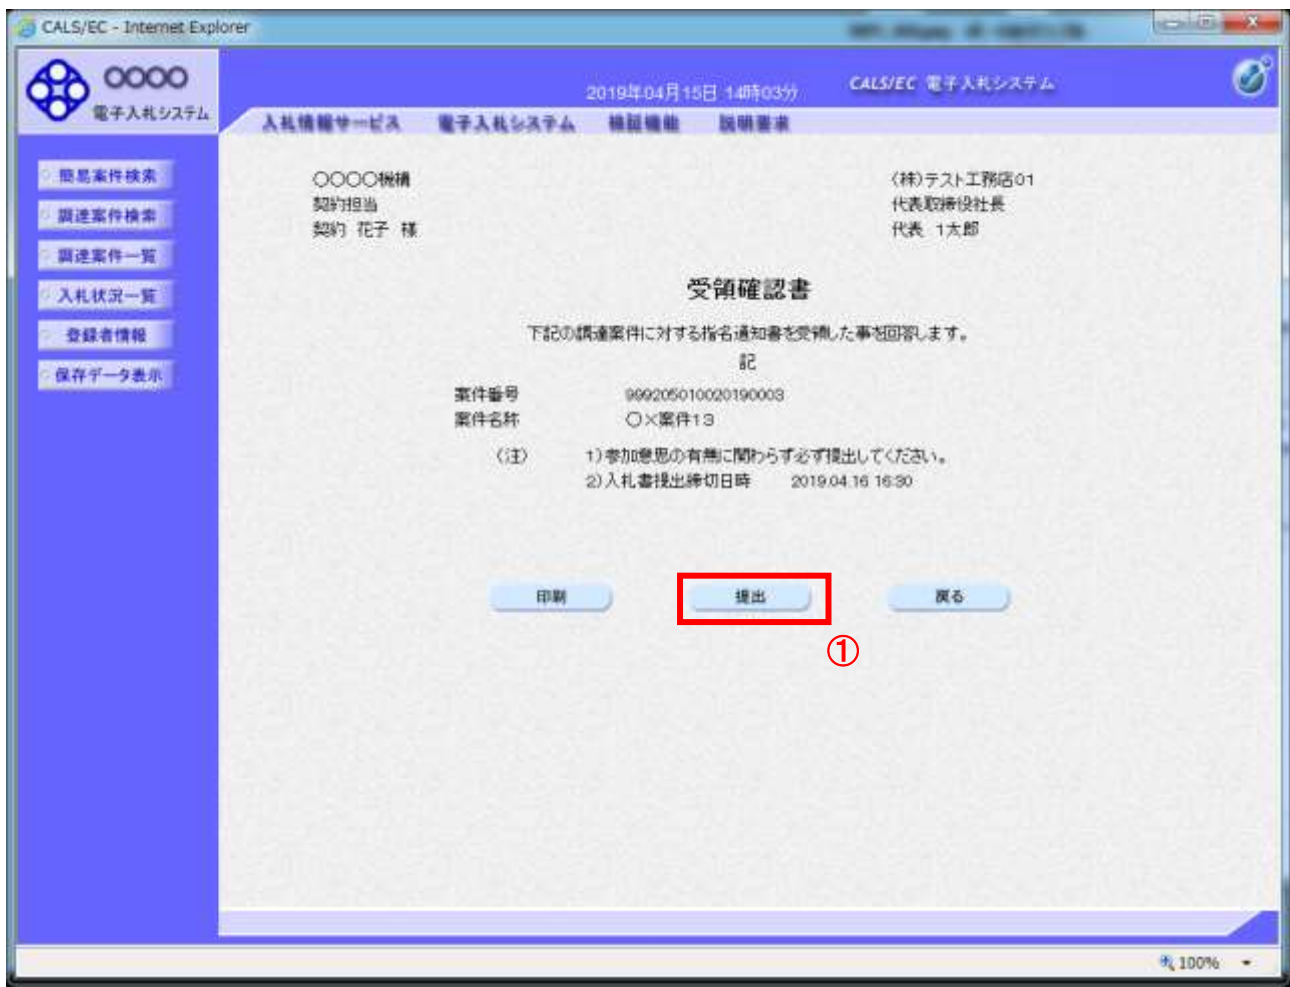 CALS/EC - Internet Explorer
OOOO
電子入札システム
2019年04月15日 14時03分
CALS/EC 電子入札システム
入札情報サービス 電子入札システム 検証機能 説明要求
簡易案件検索
調達案件検索
調達案件一覧
入札状況一覧
登録者情報
保存データ表示
〇〇〇〇機構
契約担当
契約 花子 様
(株)テスト工務店01
代表取締役社長
代表 1太郎
受領確認書
下記の調達案件に対する指名通知書を受領した事を回答します。
記
案件番号 999205010020190003
案件名称 〇×案件13
(注) 1)参加意思の有無に関わらず必ず提出してください。
2)入札書提出締切日時 2019.04.16 16:30
印刷
提出
戻る
①
100%